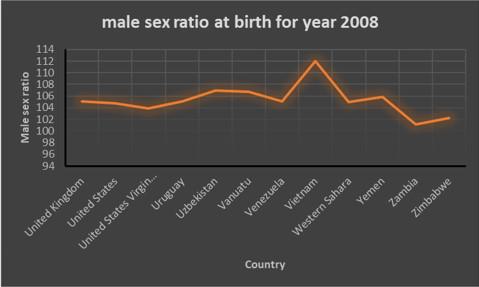 male sex ratio at birth for year 2008
Male sex ratio
114
112
110
108
106
104
102
100
98
96
94
United Kingdom
United States
United States Virgin...
Uruguay
Uzbekistan
Vanuatu
Venezuela
Vietnam
Western Sahara
Yemen
Zambia
Zimbabwe
Country